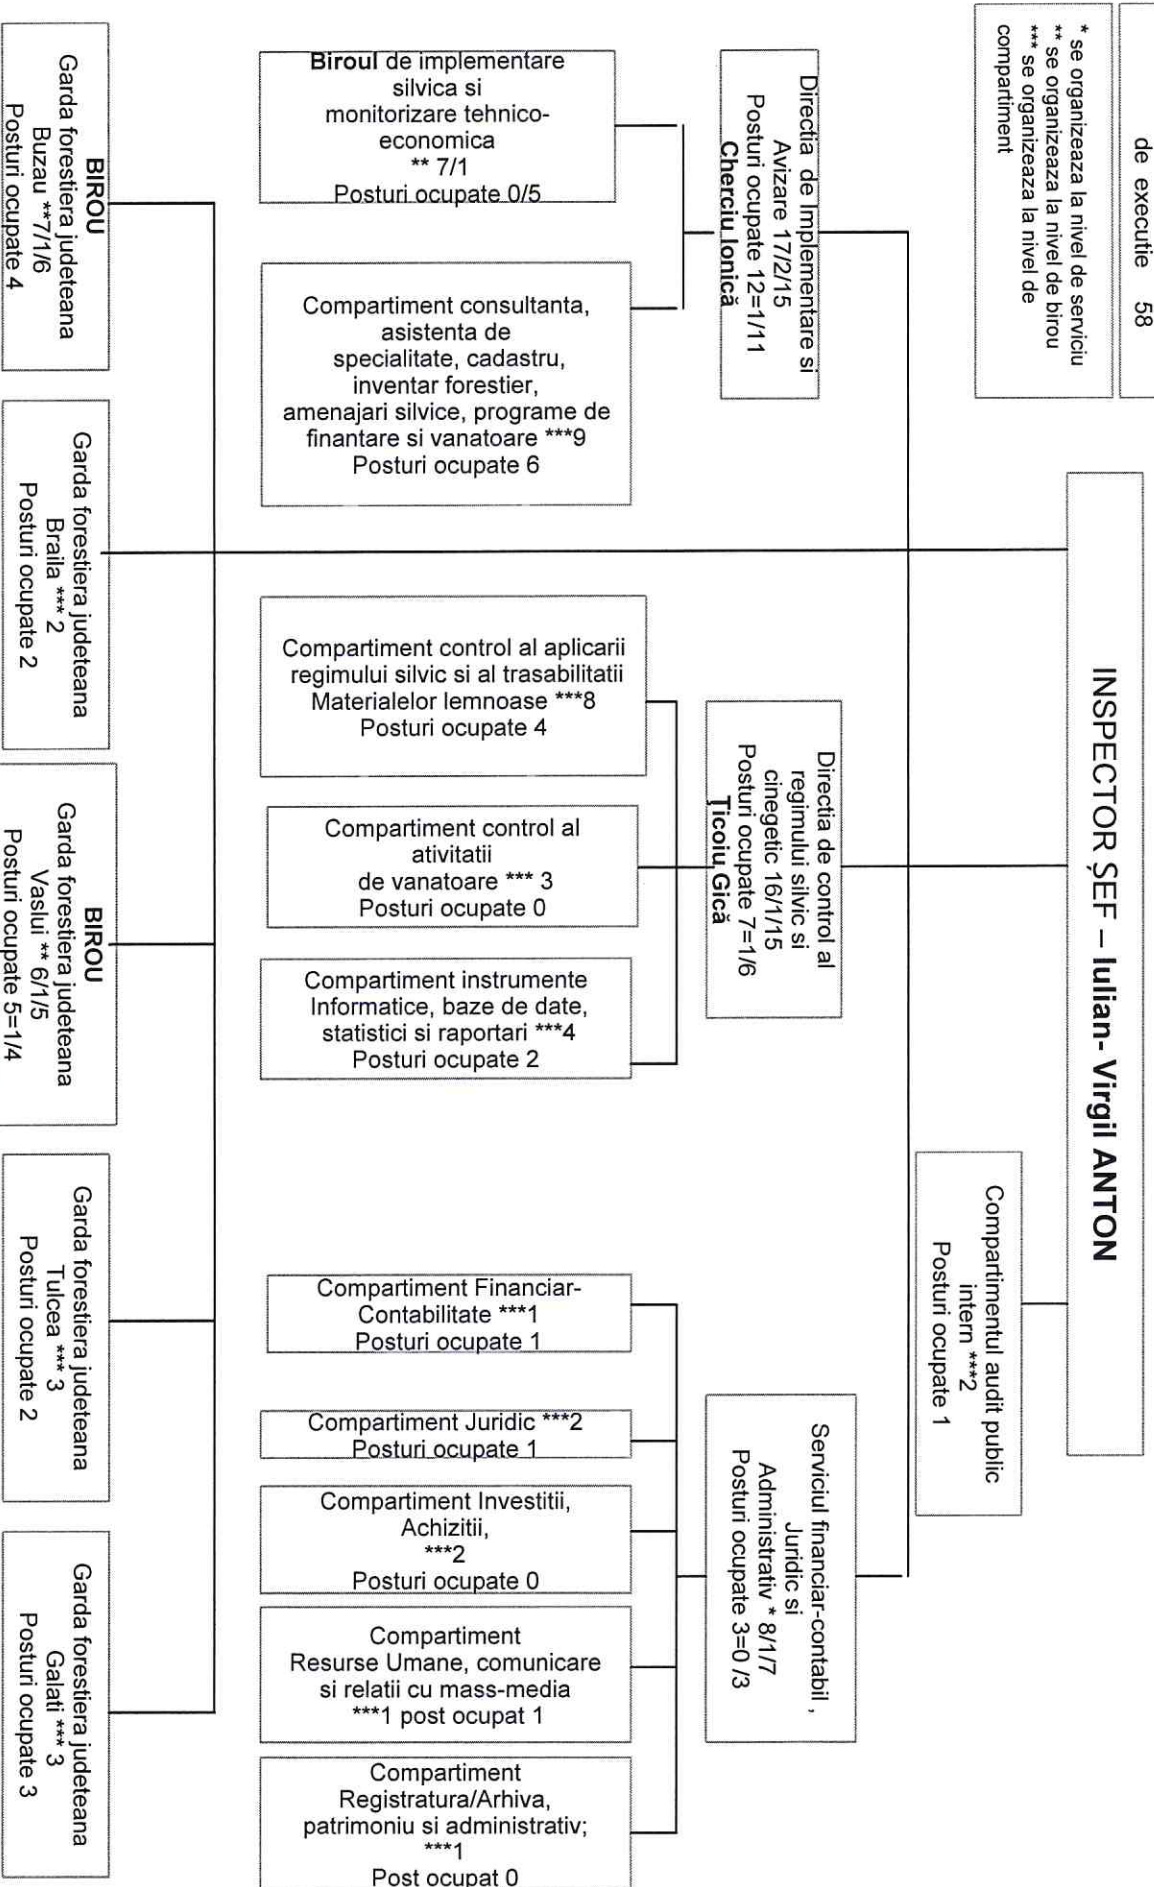 de executie 58
* se organizeaza la nivel de serviciu
** se organizeaza la nivel de birou
*** se organizeaza la nivel de
compartiment
INSPECTOR ŞEF – Iulian- Virgil ANTON
Compartimentul audit public
intern ***2
Posturi ocupate 1
Directia de Implementare si
Avizare 17/2/15
Posturi ocupate 12=1/11
Cherciu Ionică
Directia de control al
regimului silvic si
cinegetic 16/1/15
Posturi ocupate 7=1/6
Ţicoiu Gică
Serviciul financiar-contabil ,
Juridic si
Administrativ * 8/1/7
Posturi ocupate 3=0 /3
Biroul de implementare
silvica si
monitorizare tehnico-
economica
** 7/1
Posturi ocupate 0/5
Compartiment consultanta,
asistenta de
specialitate, cadastru,
inventar forestier,
amenajari silvice, programe de
finantare si vanatoare ***9
Posturi ocupate 6
Compartiment control al aplicarii
regimului silvic si al trasabilitatii
Materialelor lemnoase ***8
Posturi ocupate 4
Compartiment control al
ativitatii
de vanatoare *** 3
Posturi ocupate 0
Compartiment instrumente
Informatice, baze de date,
statistici si raportari ***4
Posturi ocupate 2
Compartiment Financiar-
Contabilitate ***1
Posturi ocupate 1
Compartiment Juridic ***2
Posturi ocupate 1
Compartiment Investitii,
Achizitii,
***2
Posturi ocupate 0
Compartiment
Resurse Umane, comunicare
si relatii cu mass-media
***1 post ocupat 1
Compartiment
Registratura/Arhiva,
patrimoniu si administrativ;
***1
Post ocupat 0
BIROU
Garda forestiera judeteana
Buzau **7/1/6
Posturi ocupate 4
Garda forestiera judeteana
Braila *** 2
Posturi ocupate 2
BIROU
Garda forestiera judeteana
Vaslui ** 6/1/5
Posturi ocupate 5=1/4
Garda forestiera judeteana
Tulcea *** 3
Posturi ocupate 2
Garda forestiera judeteana
Galati *** 3
Posturi ocupate 3